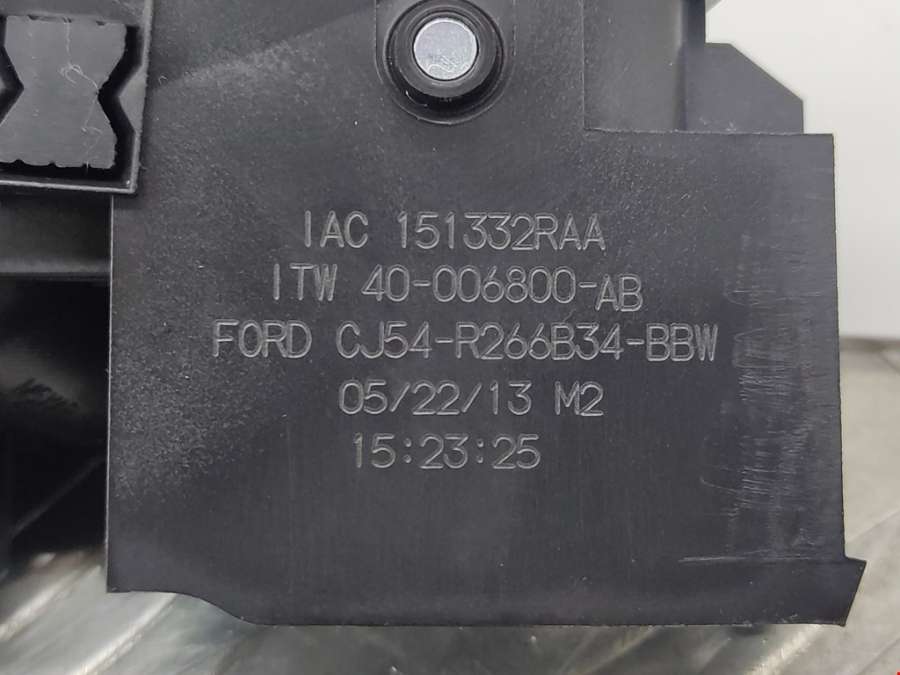 IAC 151332RAA
ITW 40-006800-AB
FORD CJ54-R266B34-BBW
05/22/13 M2
15:23:25